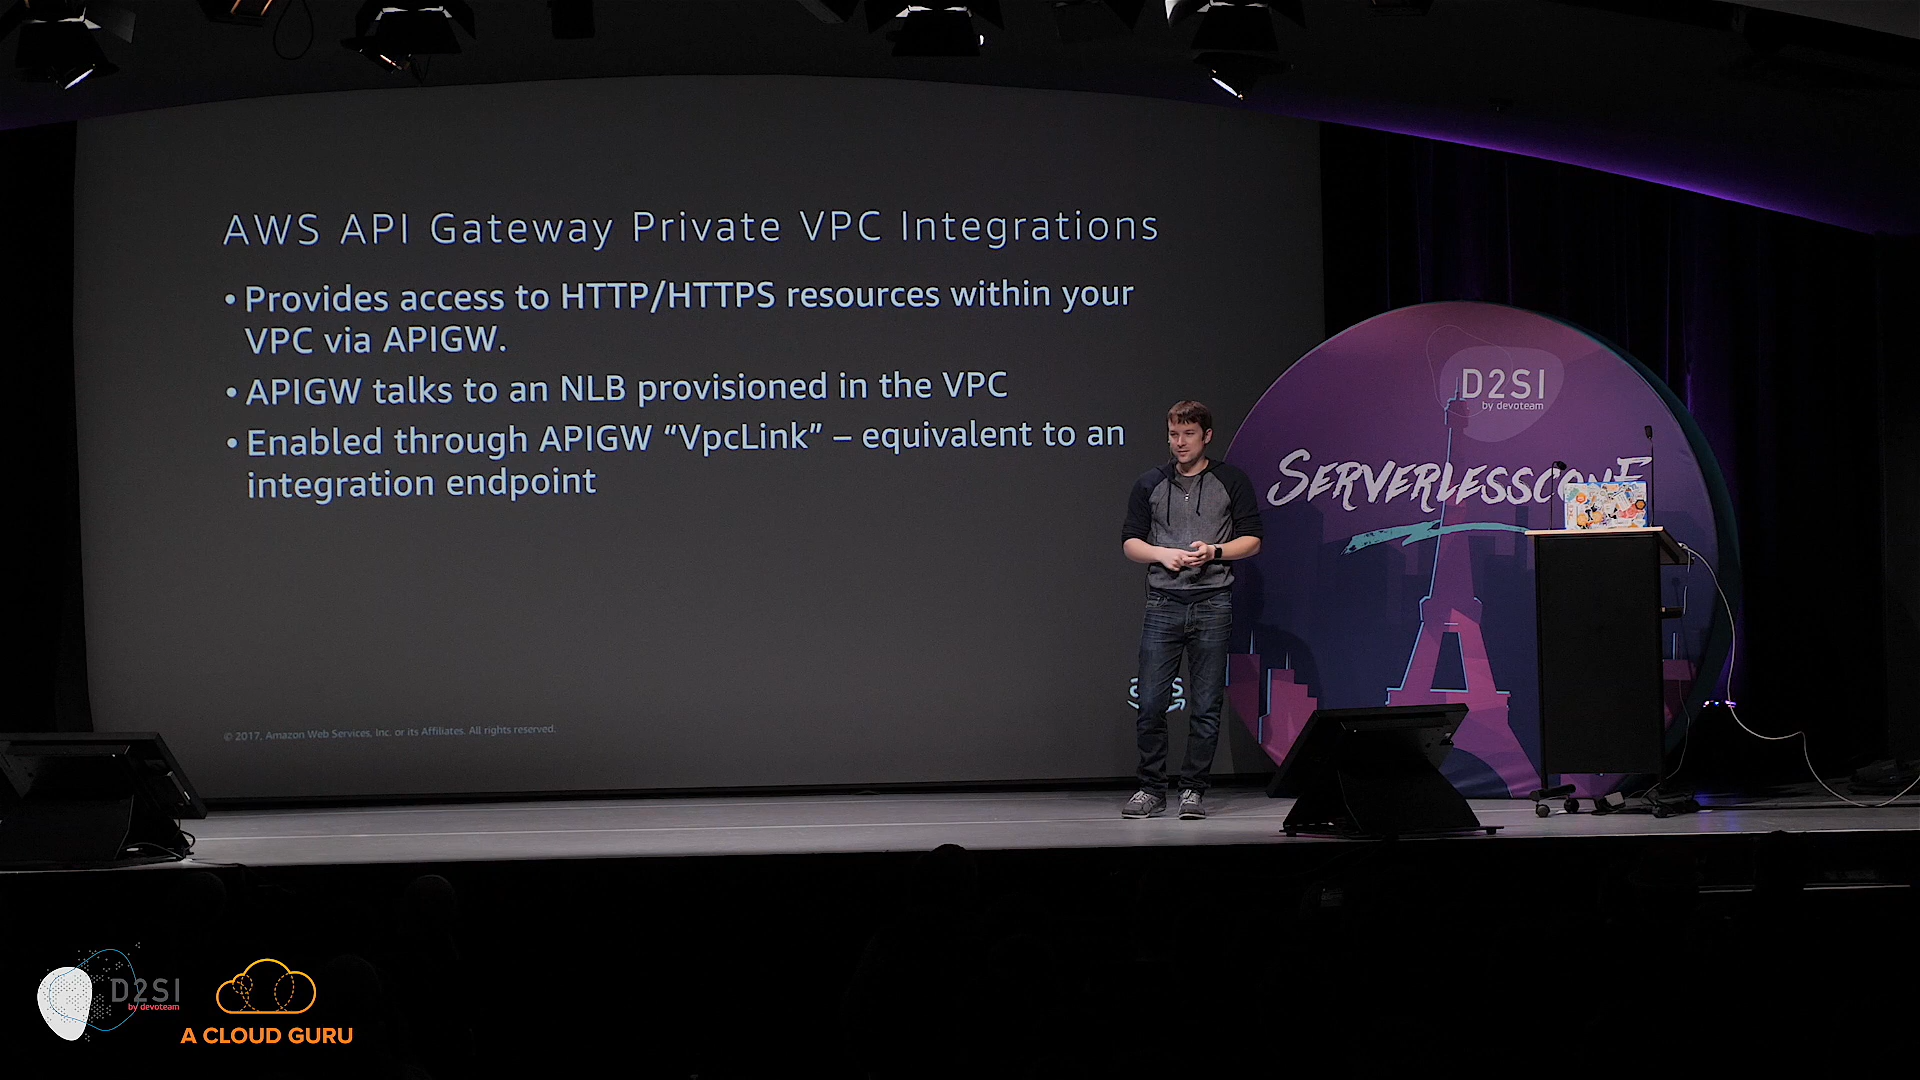 AWS API Gateway Private VPC Integrations
• Provides access to HTTP/HTTPS resources within your
VPC via APIGW.
• APIGW talks to an NLB provisioned in the VPC
• Enabled through APIGW “VpcLink” – equivalent to an
integration endpoint
© 2017, Amazon Web Services, Inc. or its Affiliates. All rights reserved.
aws
D2SI
by devoteam
SERVERLESSCONF
D2SI
by devoteam
A CLOUD GURU